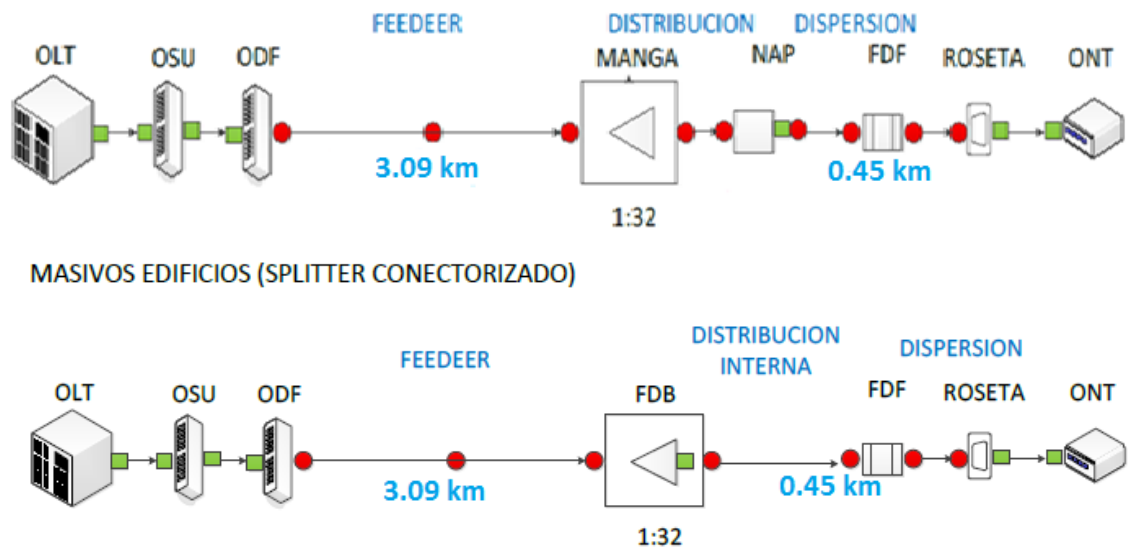 FEEDEER DISTRIBUCION DISPERSION
OLT OSU ODF MANGA NAP FDF ROSETA ONT
3.09 km 0.45 km
1:32
MASIVOS EDIFICIOS (SPLITTER CONECTORIZADO)
FEEDEER DISTRIBUCION INTERNA DISPERSION
OLT OSU ODF FDB FDF ROSETA ONT
3.09 km 0.45 km
1:32